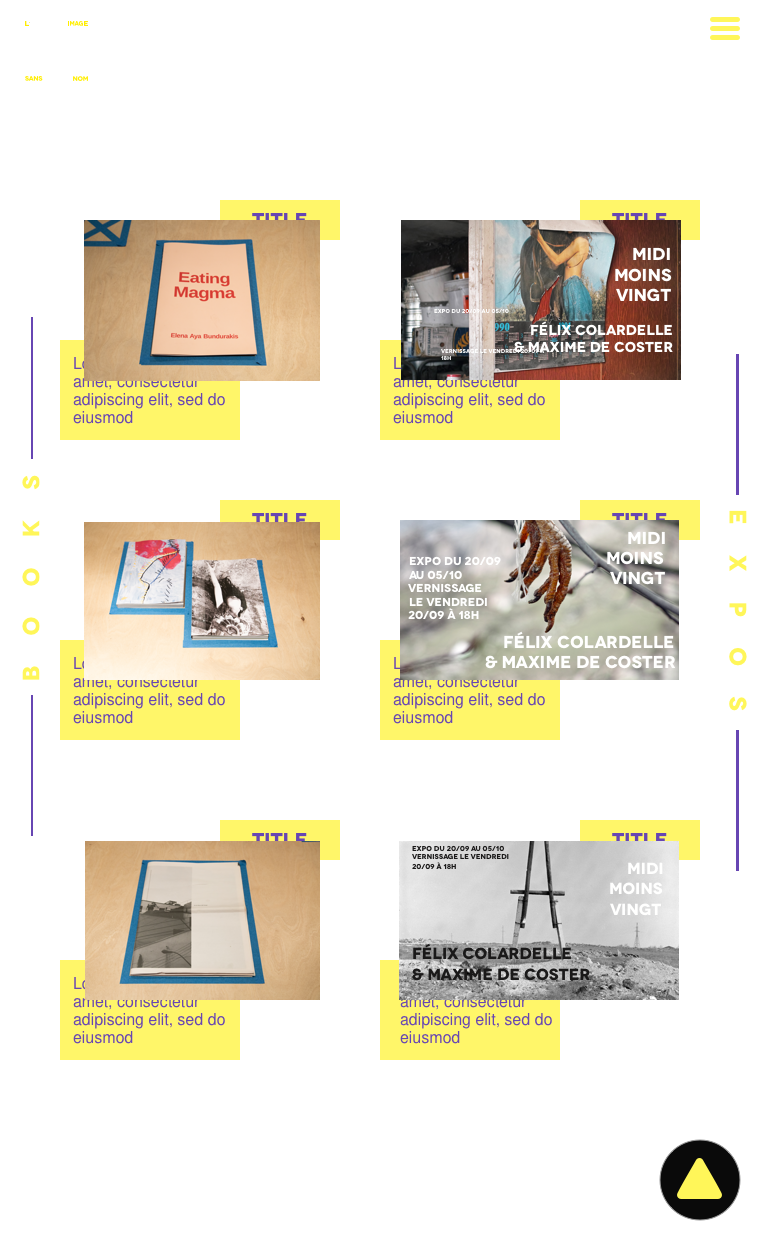 L IMAGE
SANS NOM
BOOKS
TITLE
Eating
Magma
Elena Aya Bundurakis
amet, consectetur
adipiscing elit, sed do
eiusmod
TITLE
MIDI
MOINS
VINGT
EXPO DU 20/09 AU 05/10
FÉLIX COLARDELLE
& MAXIME DE COSTER
VERNISSAGE LE VENDREDI 20/09 À
18H
amet, consectetur
adipiscing elit, sed do
eiusmod
TITLE
amet, consectetur
adipiscing elit, sed do
eiusmod
TITLE
MIDI
MOINS
VINGT
EXPO DU 20/09
AU 05/10
VERNISSAGE
LE VENDREDI
20/09 À 18H
FÉLIX COLARDELLE
& MAXIME DE COSTER
amet, consectetur
adipiscing elit, sed do
eiusmod
TITLE
amet, consectetur
adipiscing elit, sed do
eiusmod
TITLE
EXPO DU 20/09 AU 05/10
VERNISSAGE LE VENDREDI
20/09 À 18H
MIDI
MOINS
VINGT
FÉLIX COLARDELLE
& MAXIME DE COSTER
amet, consectetur
adipiscing elit, sed do
eiusmod
EXPOS